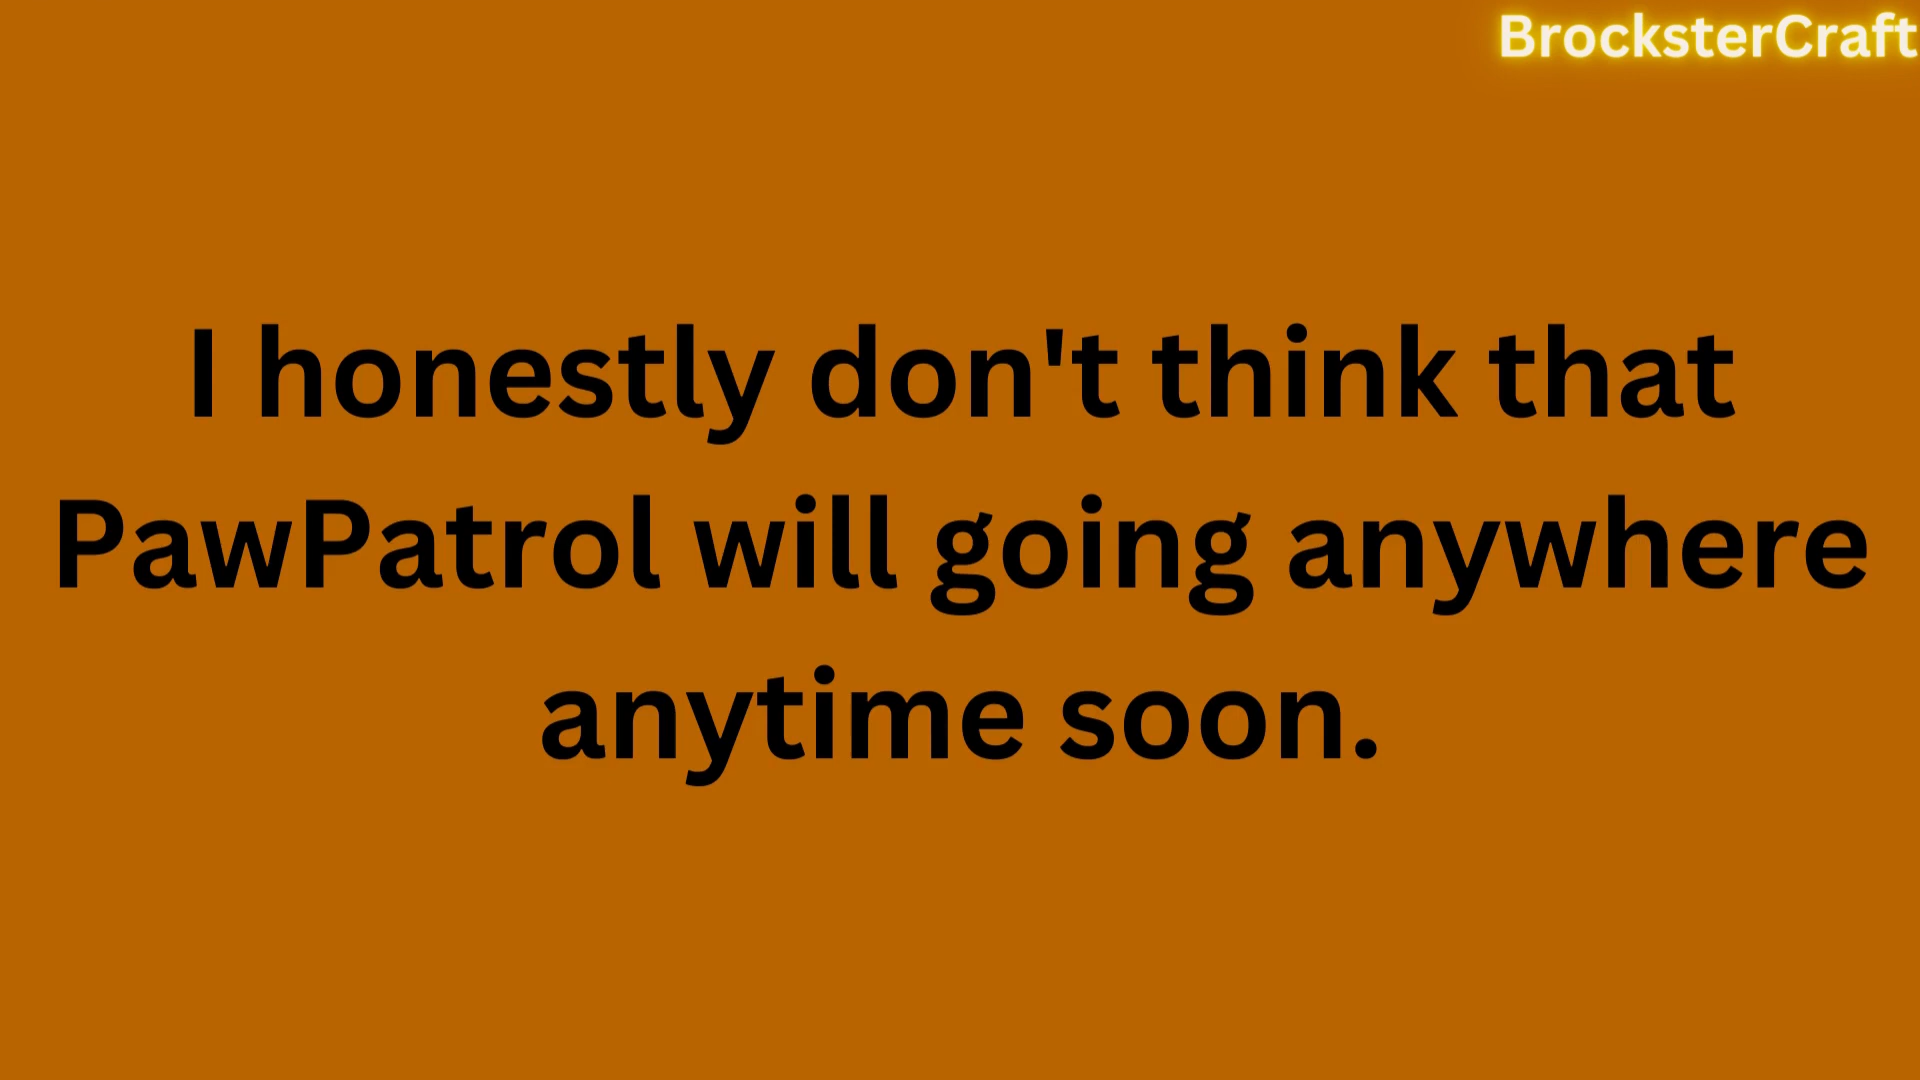 BrocksterCraft
I honestly don't think that
PawPatrol will going anywhere
anytime soon.